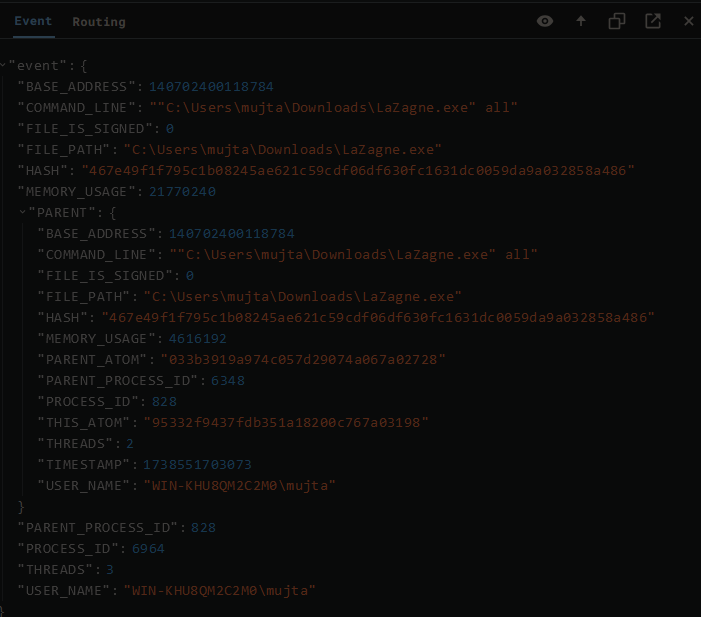 Event Routing
"event": {
"BASE_ADDRESS": 140702400118784
"COMMAND_LINE": ""C:\Users\mujta\Downloads\LaZagne.exe" all"
"FILE_IS_SIGNED": 0
"FILE_PATH": "C:\Users\mujta\Downloads\LaZagne.exe"
"HASH": "467e49f1f795c1b08245ae621c59cdf06df630fc1631dc0059da9a032858a486"
"MEMORY_USAGE": 21770240
"PARENT": {
"BASE_ADDRESS": 140702400118784
"COMMAND_LINE": ""C:\Users\mujta\Downloads\LaZagne.exe" all"
"FILE_IS_SIGNED": 0
"FILE_PATH": "C:\Users\mujta\Downloads\LaZagne.exe"
"HASH": "467e49f1f795c1b08245ae621c59cdf06df630fc1631dc0059da9a032858a486"
"MEMORY_USAGE": 4616192
"PARENT_ATOM": "033b3919a974c057d29074a067a02728"
"PARENT_PROCESS_ID": 6348
"PROCESS_ID": 828
"THIS_ATOM": "95332f9437fdb351a18200c767a03198"
"THREADS": 2
"TIMESTAMP": 1738551703073
"USER_NAME": "WIN-KHU8QM2C2M0\mujta"
}
"PARENT_PROCESS_ID": 828
"PROCESS_ID": 6964
"THREADS": 3
"USER_NAME": "WIN-KHU8QM2C2M0\mujta"
}